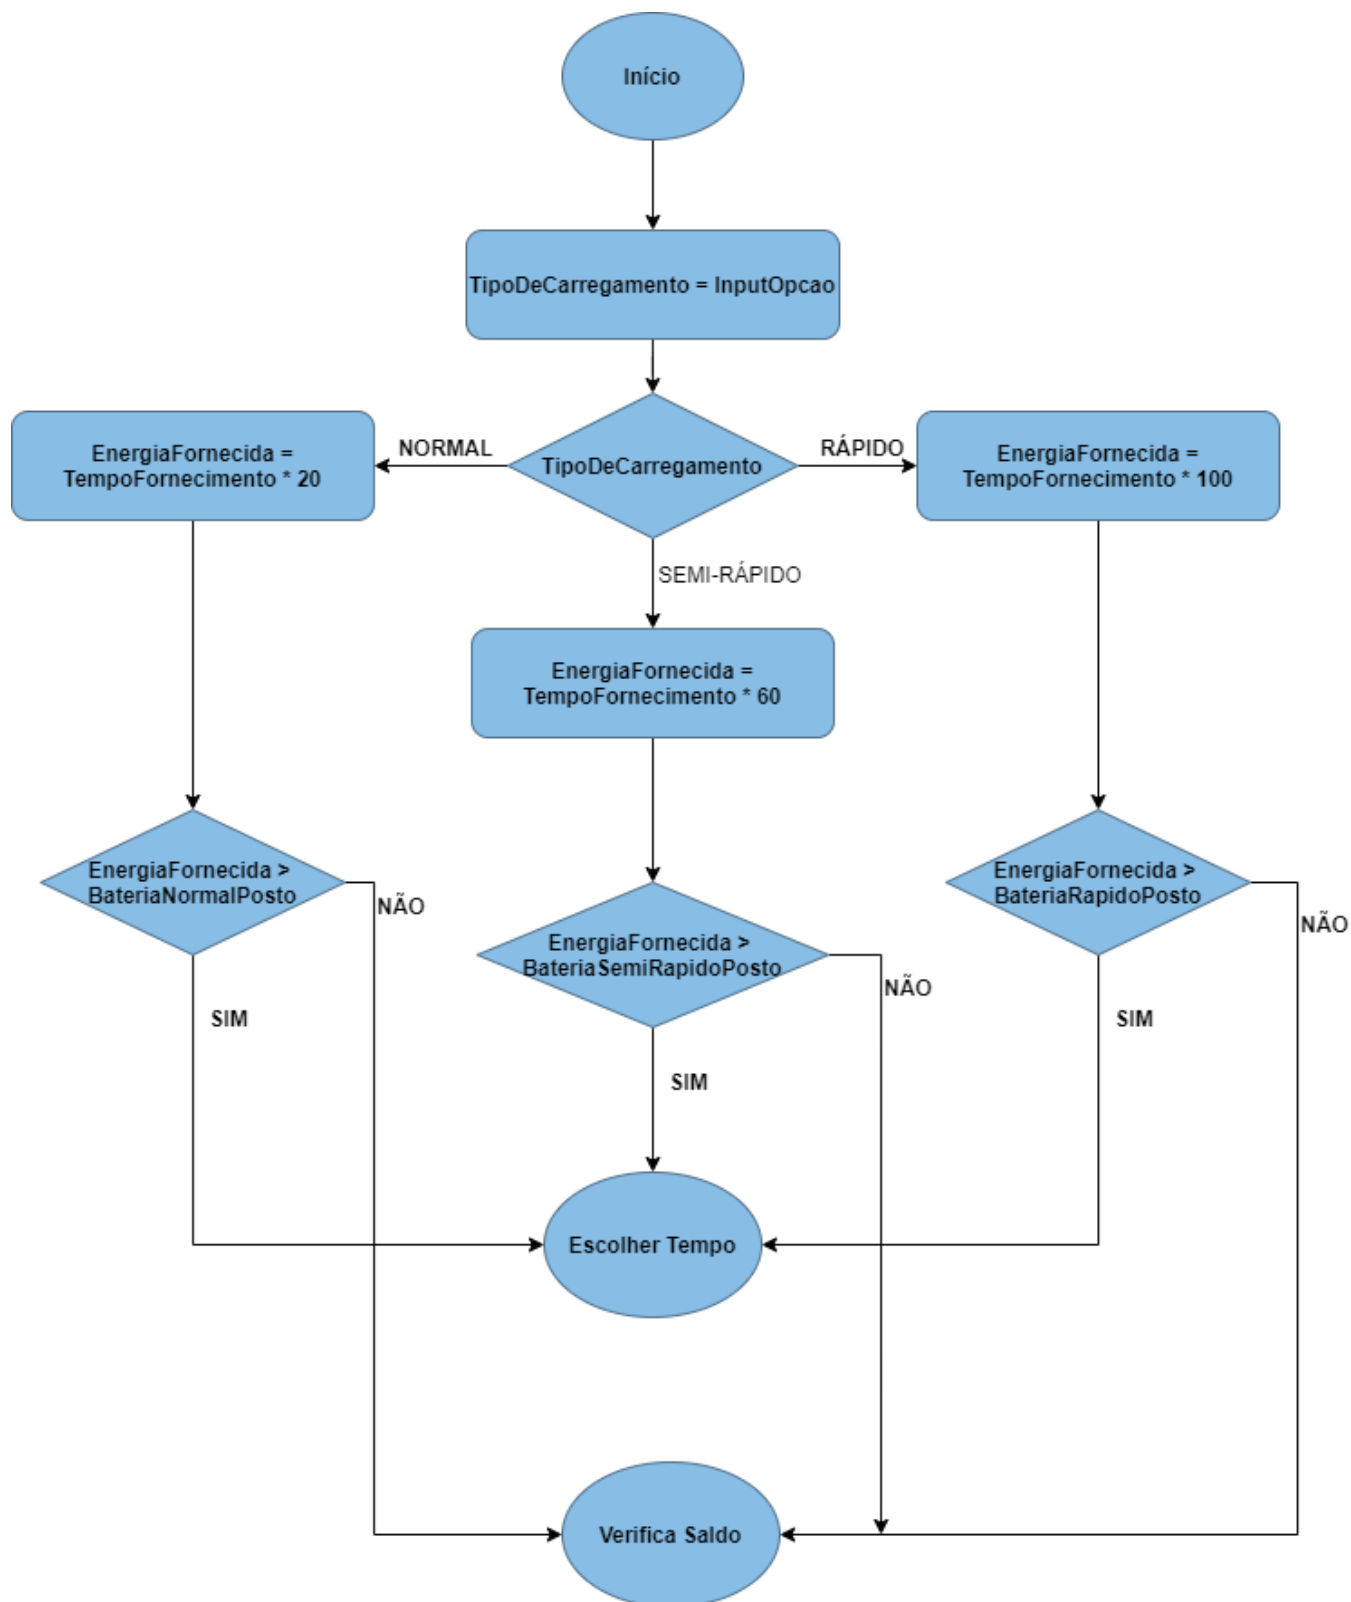 Início
TipoDeCarregamento = InputOpcao
NORMAL
TipoDeCarregamento
RÁPIDO
EnergiaFornecida =
TempoFornecimento * 20
EnergiaFornecida =
TempoFornecimento * 100
SEMI-RÁPIDO
EnergiaFornecida =
TempoFornecimento * 60
EnergiaFornecida >
BateriaNormalPosto
NÃO
EnergiaFornecida >
BateriaRapidoPosto
NÃO
EnergiaFornecida >
BateriaSemiRapidoPosto
NÃO
SIM
SIM
SIM
Escolher Tempo
Verifica Saldo